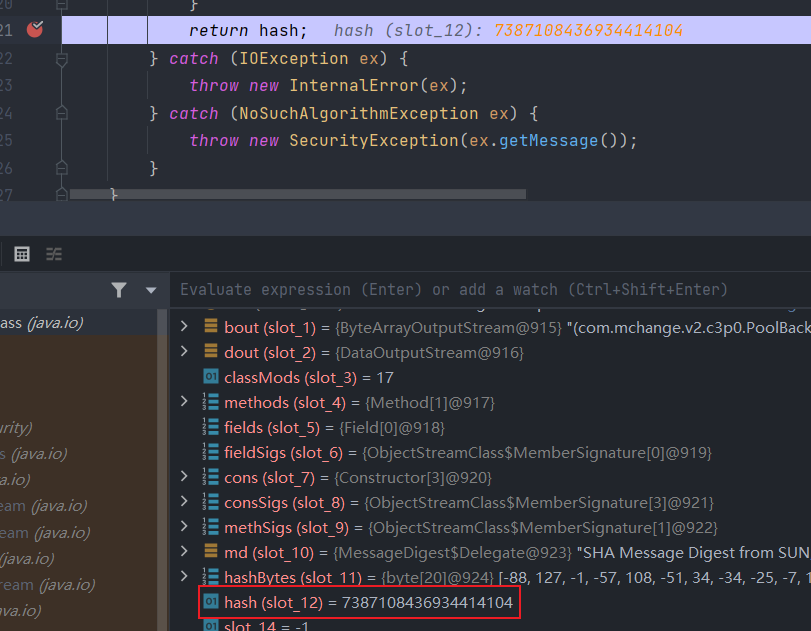 20 }
21 return hash; hash (slot_12): 7387108436934414104
22 } catch (IOException ex) {
23 throw new InternalError(ex);
24 } catch (NoSuchAlgorithmException ex) {
25 throw new SecurityException(ex.getMessage());
26 }
27 }
Evaluate expression (Enter) or add a watch (Ctrl+Shift+Enter)
ass (java.io)
bout (slot_1) = {ByteArrayOutputStream@915} "(com.mchange.v2.c3p0.PoolBack
dout (slot_2) = {DataOutputStream@916}
classMods (slot_3) = 17
methods (slot_4) = {Method[1]@917}
urity)
fields (slot_5) = {Field[0]@918}
s (java.io)
fieldSigs (slot_6) = {ObjectStreamClass$MemberSignature[0]@919}
a.io)
cons (slot_7) = {Constructor[3]@920}
eam (java.io)
consSigs (slot_8) = {ObjectStreamClass$MemberSignature[3]@921}
eam (java.io)
methSigs (slot_9) = {ObjectStreamClass$MemberSignature[1]@922}
(java.io)
md (slot_10) = {MessageDigest$Delegate@923} "SHA Message Digest from SUN
ream (java.io)
hashBytes (slot_11) = {byte[20]@924} [-88, 127, -1, -57, 108, -51, 34, -34, -25, -7, 1
va.io)
hash (slot_12) = 7387108436934414104
slot_14 = -1